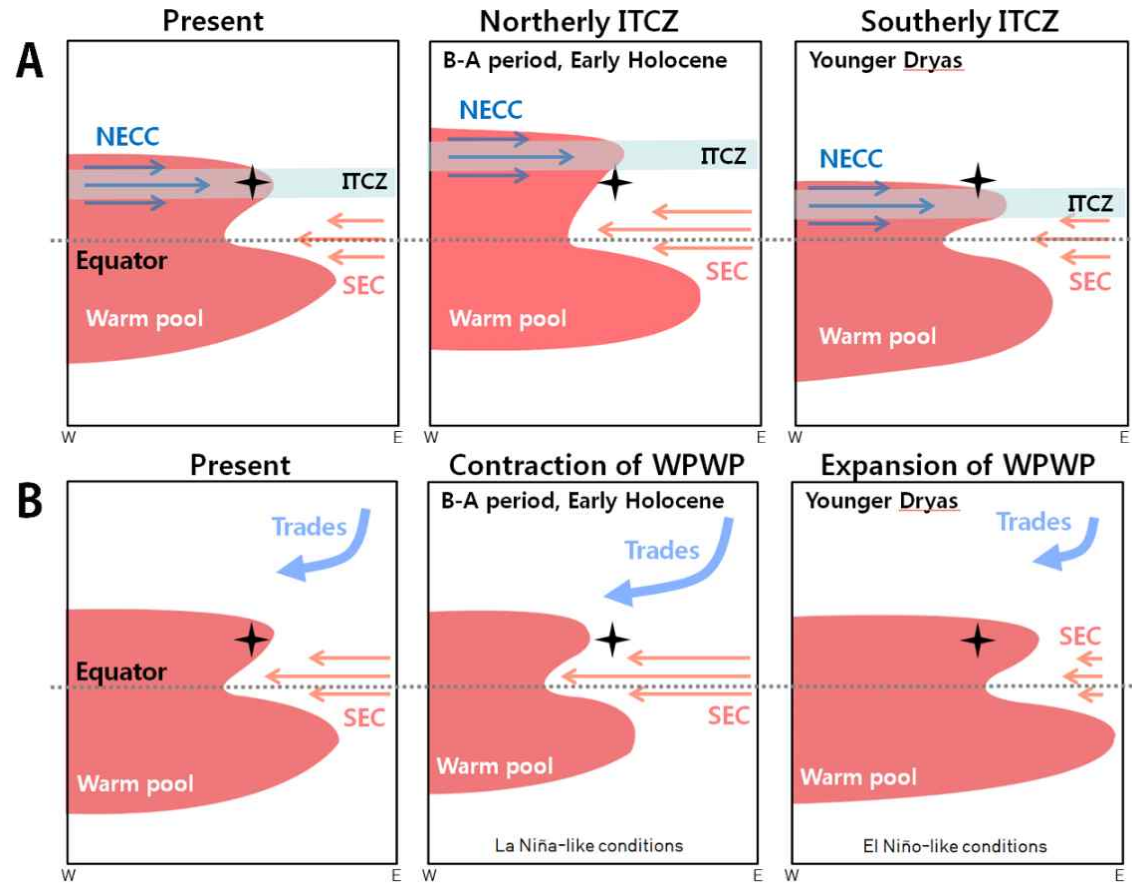 A
Present
NECC
ITCZ
Equator
SEC
Warm pool
W
E
Northerly ITCZ
B-A period, Early Holocene
NECC
ITCZ
SEC
Warm pool
W
E
Southerly ITCZ
Younger Dryas
NECC
ITCZ
SEC
Warm pool
W
E
B
Present
Trades
Equator
SEC
Warm pool
W
E
Contraction of WPWP
B-A period, Early Holocene
Trades
SEC
Warm pool
La Niña-like conditions
W
E
Expansion of WPWP
Younger Dryas
Trades
SEC
Warm pool
El Niño-like conditions
W
E